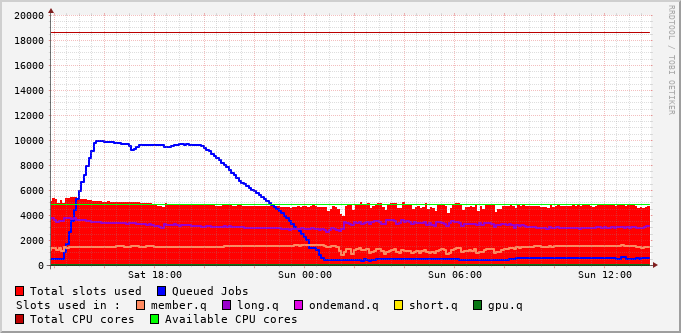 RRDTOOL / TOBI OETIKER
20000
18000
16000
14000
12000
10000
8000
6000
4000
2000
0
Sat 18:00 Sun 00:00 Sun 06:00 Sun 12:00
Total slots used Queued Jobs
Slots used in : member.q long.q ondemand.q short.q gpu.q
Total CPU cores Available CPU cores